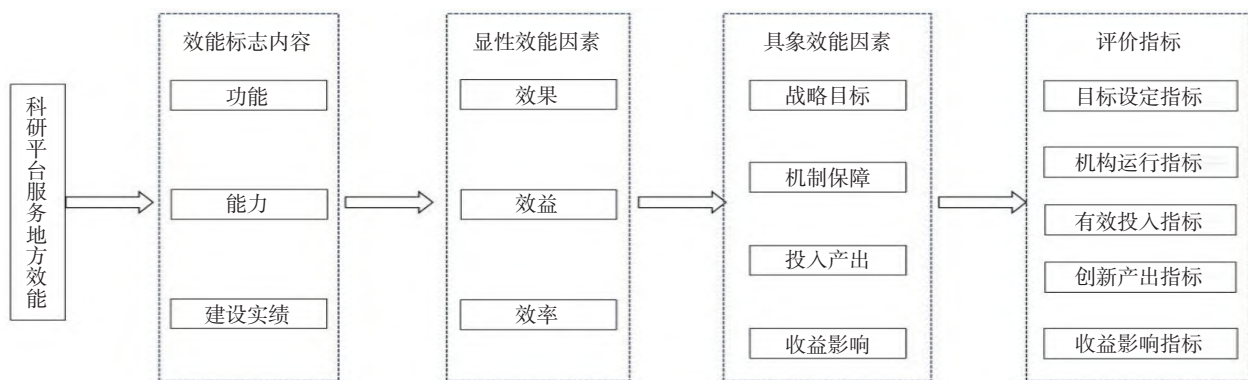 科研平台服务地方效能
效能标志内容
功能
能力
建设实绩
显性效能因素
效果
效益
效率
具象效能因素
战略目标
机制保障
投入产出
收益影响
评价指标
目标设定指标
机构运行指标
有效投入指标
创新产出指标
收益影响指标